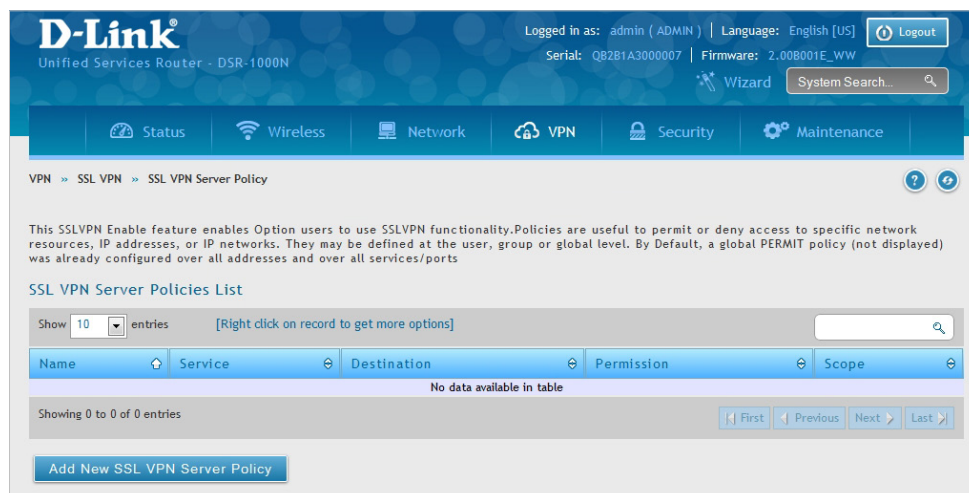 D-Link®
Unified Services Router - DSR-1000N
Logged in as: admin ( ADMIN ) | Language: English [US]
Logout
Serial: QB2B1A3000007 | Firmware: 2.00B001E_WW
Wizard
System Search...
Status
Wireless
Network
VPN
Security
Maintenance
VPN » SSL VPN » SSL VPN Server Policy
This SSLVPN Enable feature enables Option users to use SSLVPN functionality.Policies are useful to permit or deny access to specific network
resources, IP addresses, or IP networks. They may be defined at the user, group or global level. By Default, a global PERMIT policy (not displayed)
was already configured over all addresses and over all services/ports
SSL VPN Server Policies List
Show 10 entries
[Right click on record to get more options]
Name
Service
Destination
Permission
Scope
No data available in table
Showing 0 to 0 of 0 entries
First
Previous
Next
Last
Add New SSL VPN Server Policy